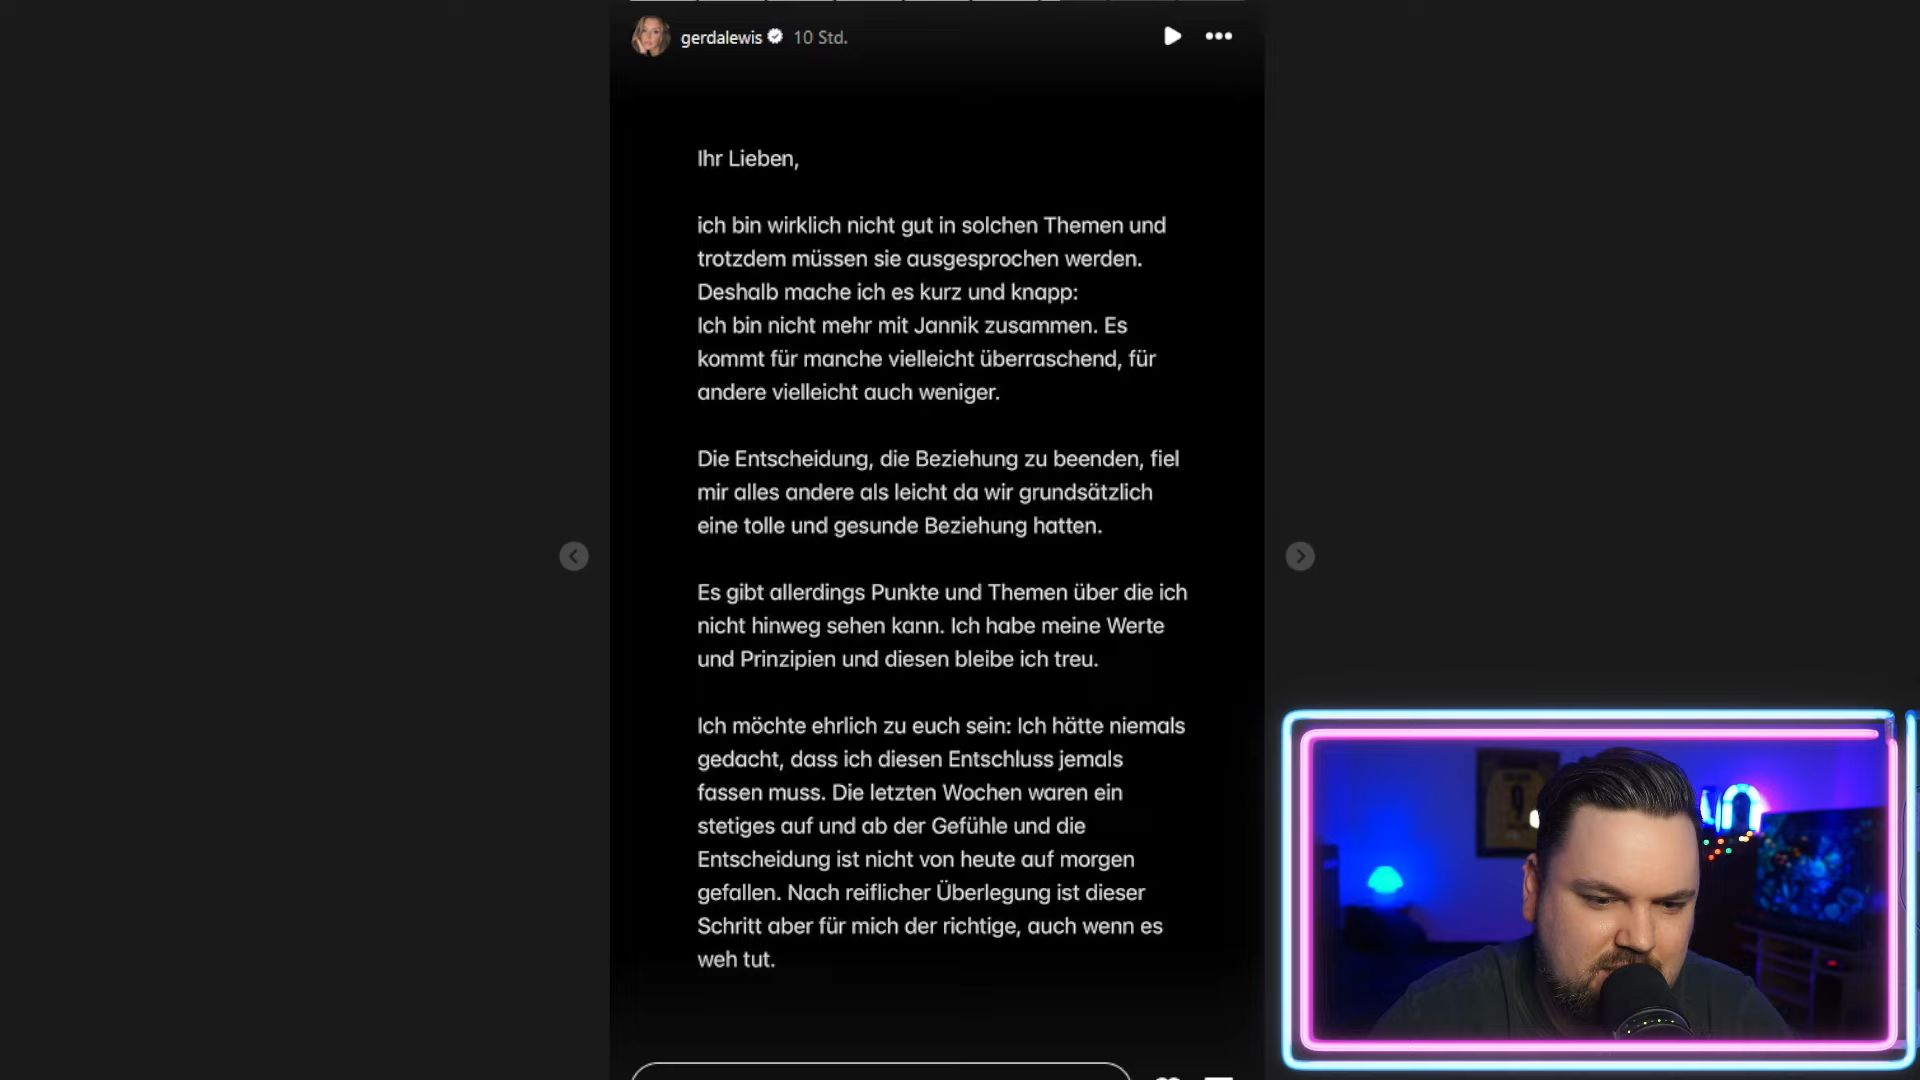 gerdalewis 10 Std.
Ihr Lieben,
ich bin wirklich nicht gut in solchen Themen und
trotzdem müssen sie ausgesprochen werden.
Deshalb mache ich es kurz und knapp:
Ich bin nicht mehr mit Jannik zusammen. Es
kommt für manche vielleicht überraschend, für
andere vielleicht auch weniger.
Die Entscheidung, die Beziehung zu beenden, fiel
mir alles andere als leicht da wir grundsätzlich
eine tolle und gesunde Beziehung hatten.
Es gibt allerdings Punkte und Themen über die ich
nicht hinweg sehen kann. Ich habe meine Werte
und Prinzipien und diesen bleibe ich treu.
Ich möchte ehrlich zu euch sein: Ich hätte niemals
gedacht, dass ich diesen Entschluss jemals
fassen muss. Die letzten Wochen waren ein
stetiges auf und ab der Gefühle und die
Entscheidung ist nicht von heute auf morgen
gefallen. Nach reiflicher Überlegung ist dieser
Schritt aber für mich der richtige, auch wenn es
weh tut.